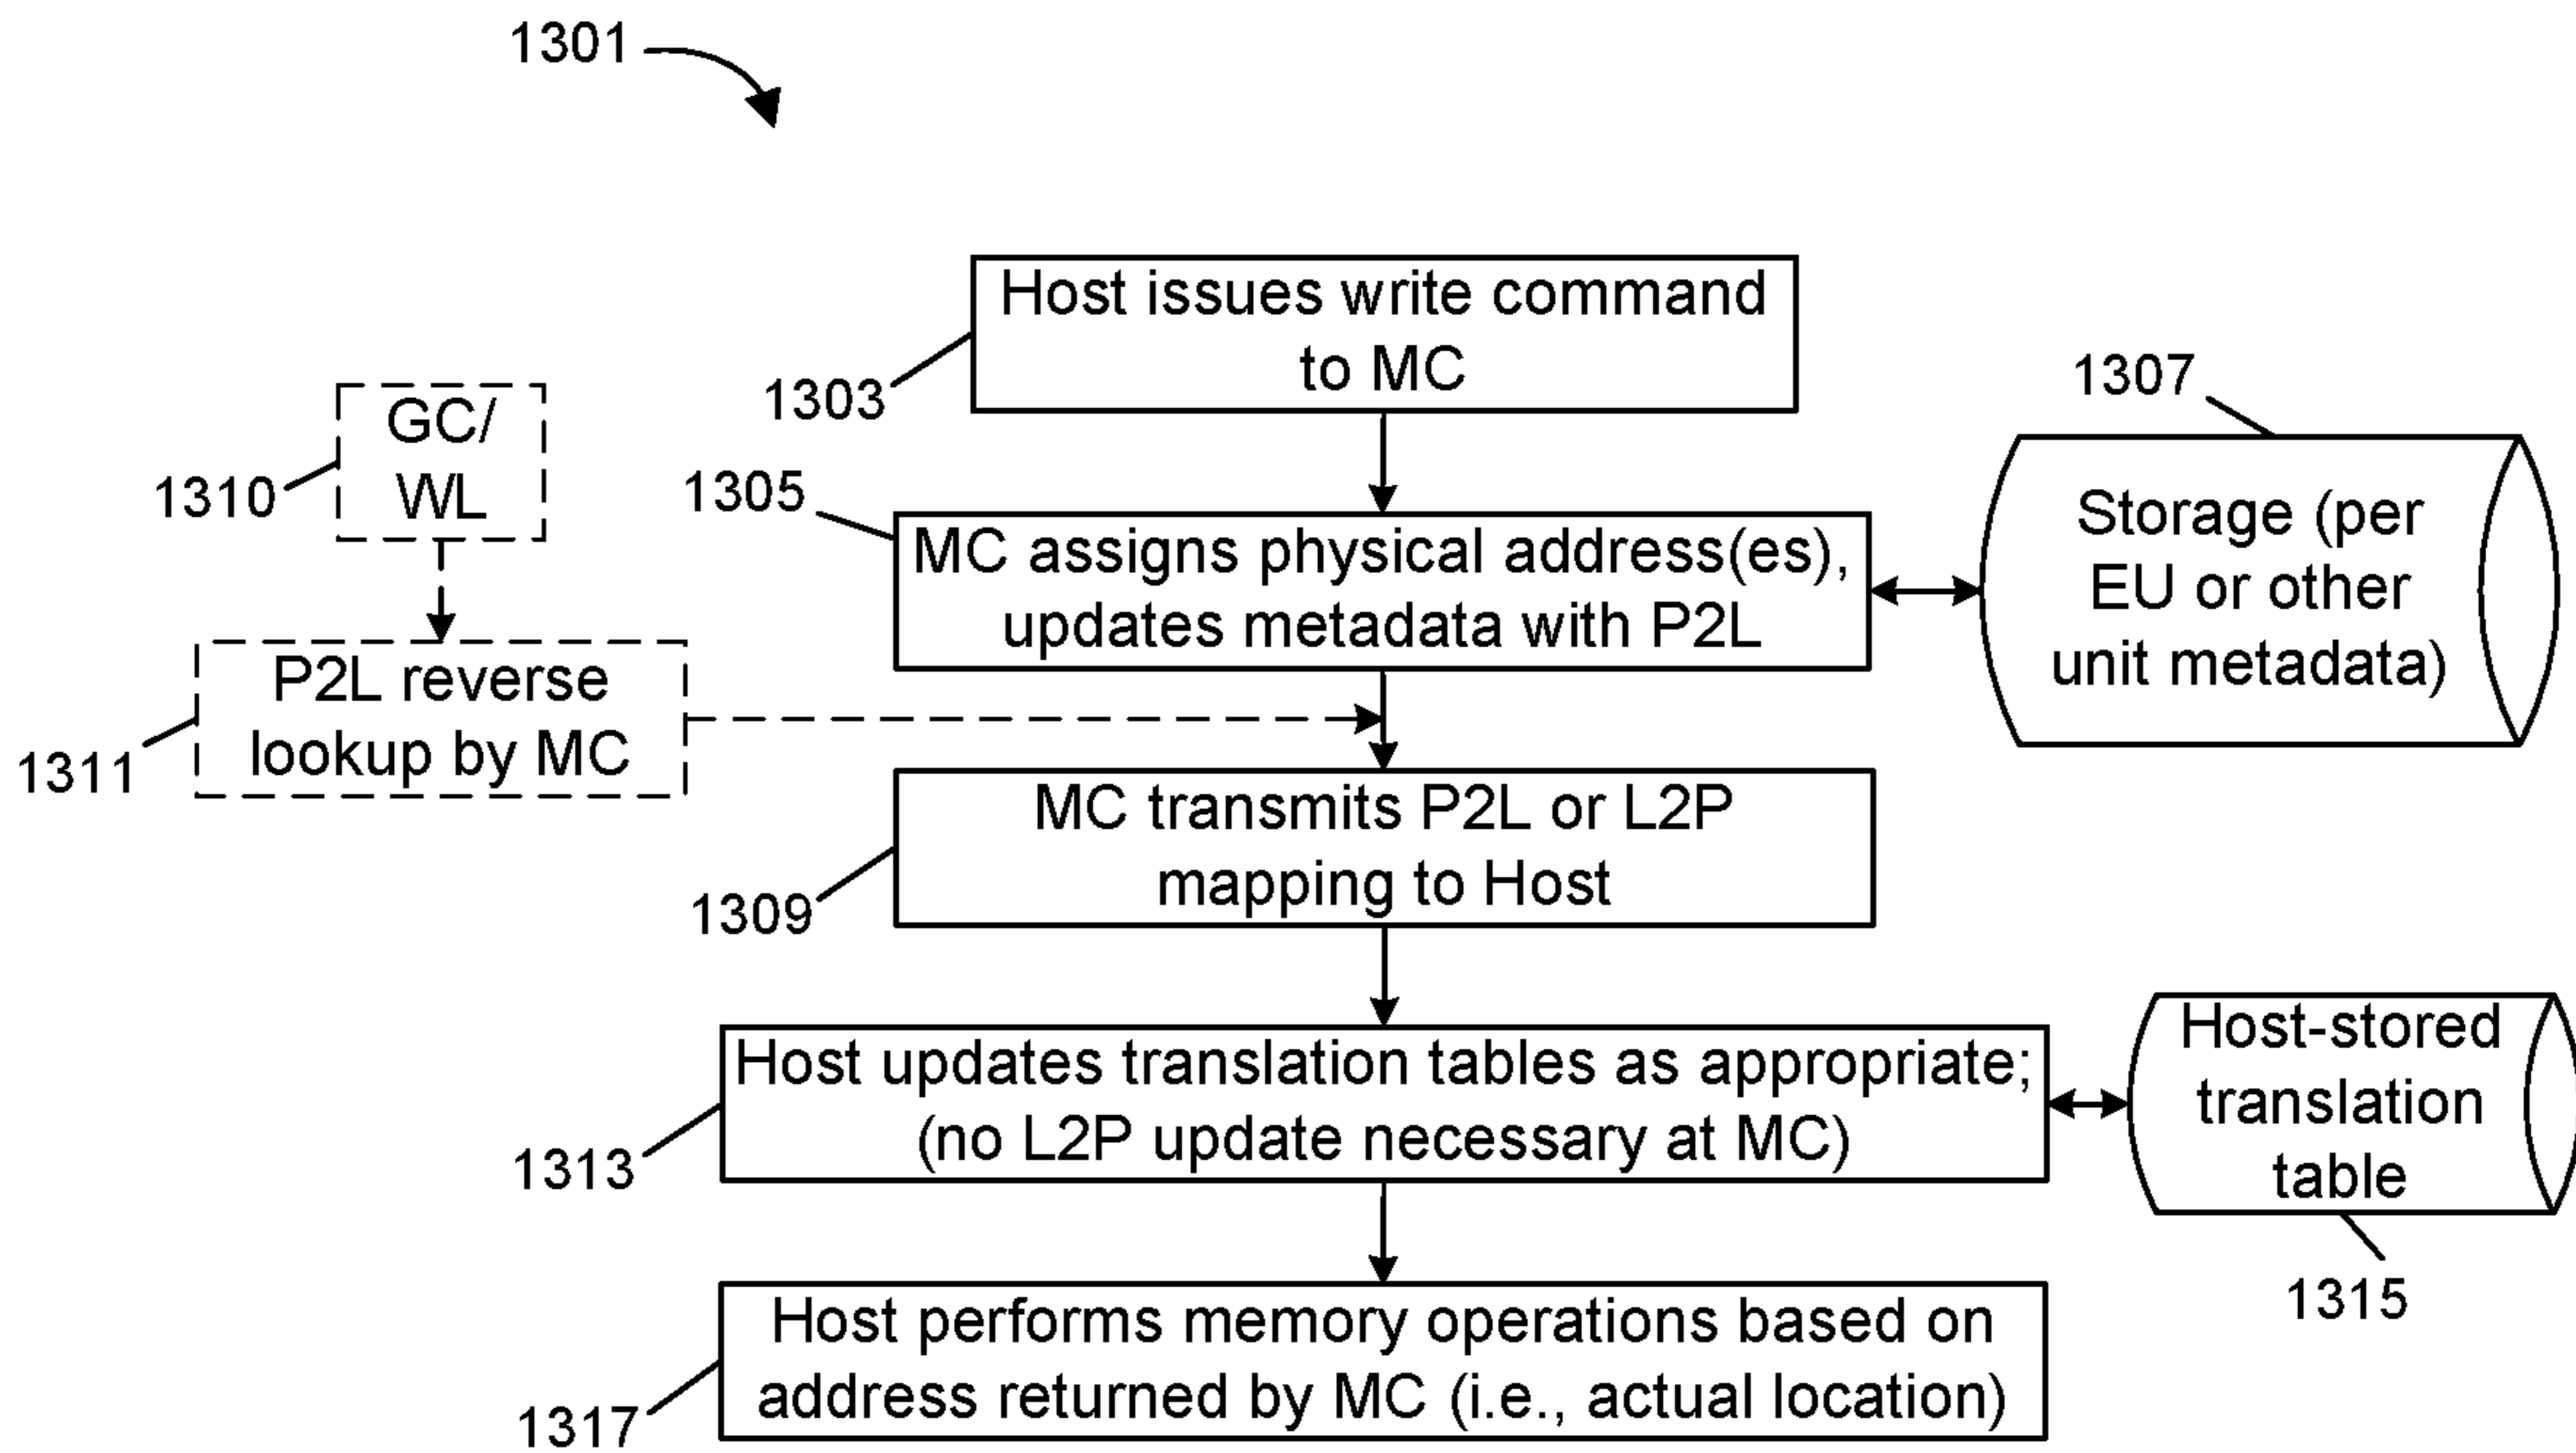 1301
Host issues write command
to MC
1303
1307
GC/
WL
1310
1305
MC assigns physical address(es),
updates metadata with P2L
Storage (per
EU or other
unit metadata)
P2L reverse
lookup by MC
1311
MC transmits P2L or L2P
mapping to Host
1309
Host updates translation tables as appropriate;
(no L2P update necessary at MC)
1313
Host-stored
translation
table
1315
Host performs memory operations based on
address returned by MC (i.e., actual location)
1317